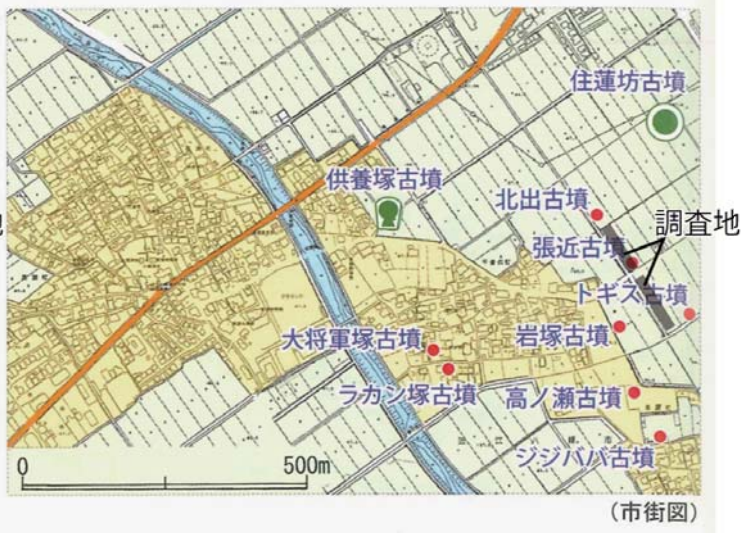 住蓮坊古墳
供養塚古墳
北出古墳
地
調査地
張近古墳
トギス古墳
大将軍塚古墳
岩塚古墳
ラカン塚古墳
高ノ瀬古墳
ジジババ古墳
0
500m
（市街図）